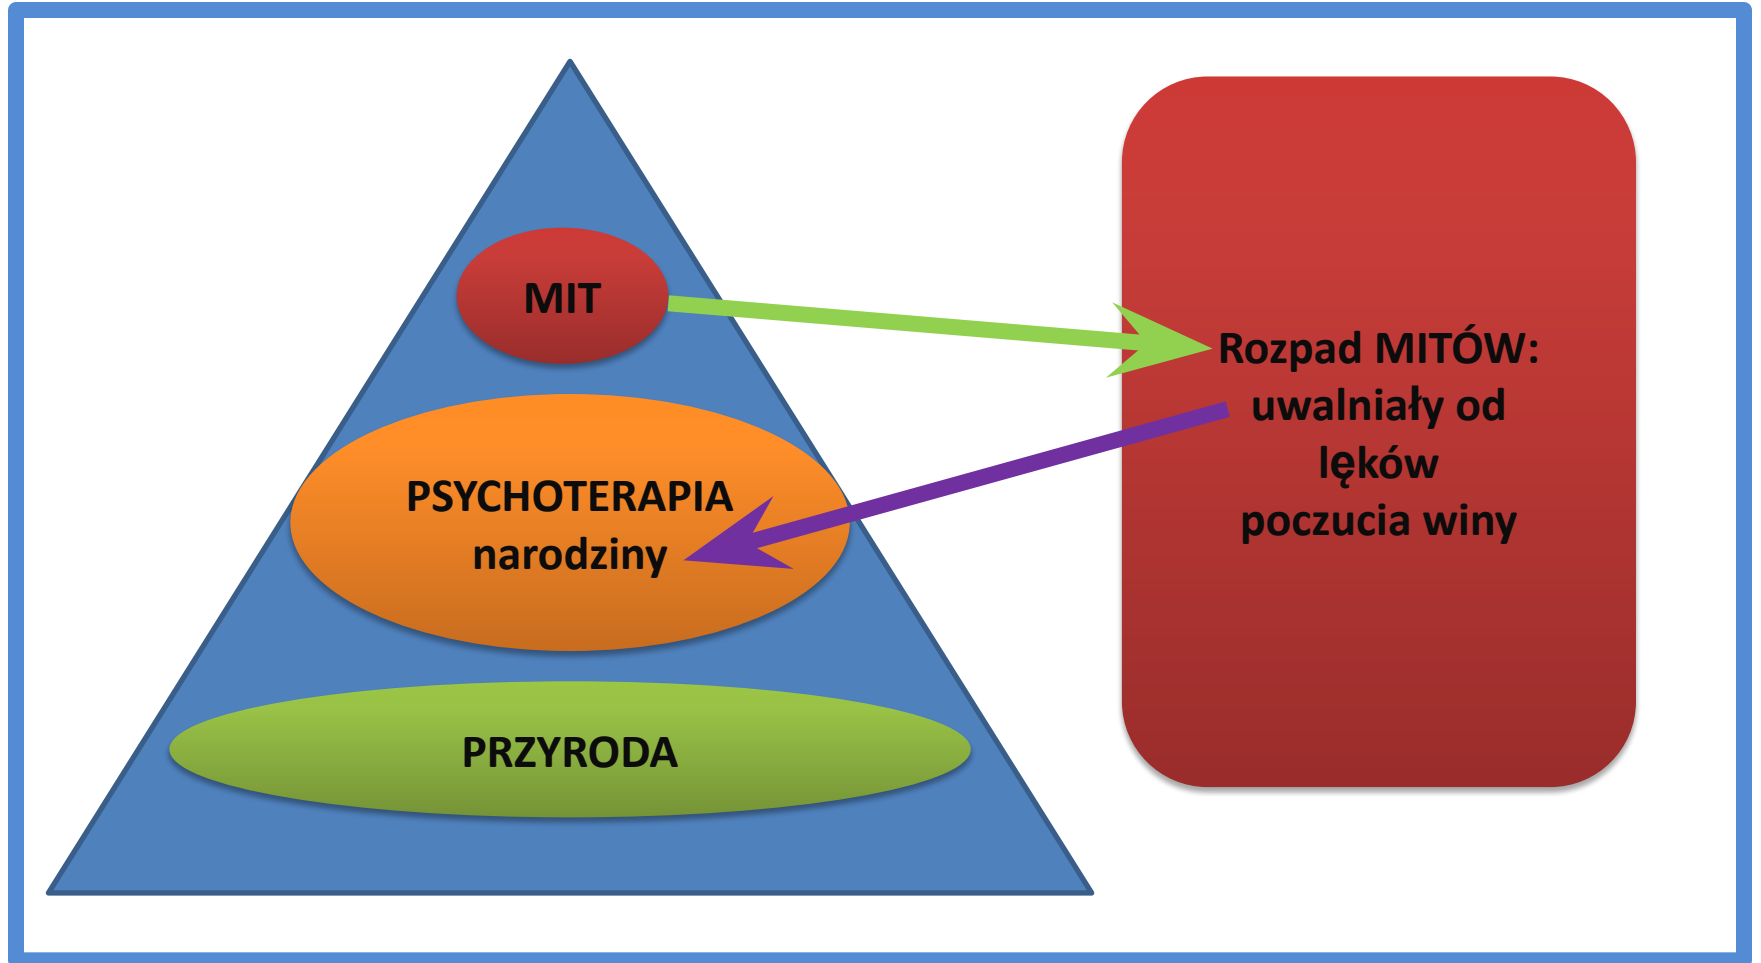 MIT
PSYCHOTERAPIA
narodziny
PRZYRODA
Rozpad MITÓW:
uwalniały od
lęków
poczucia winy